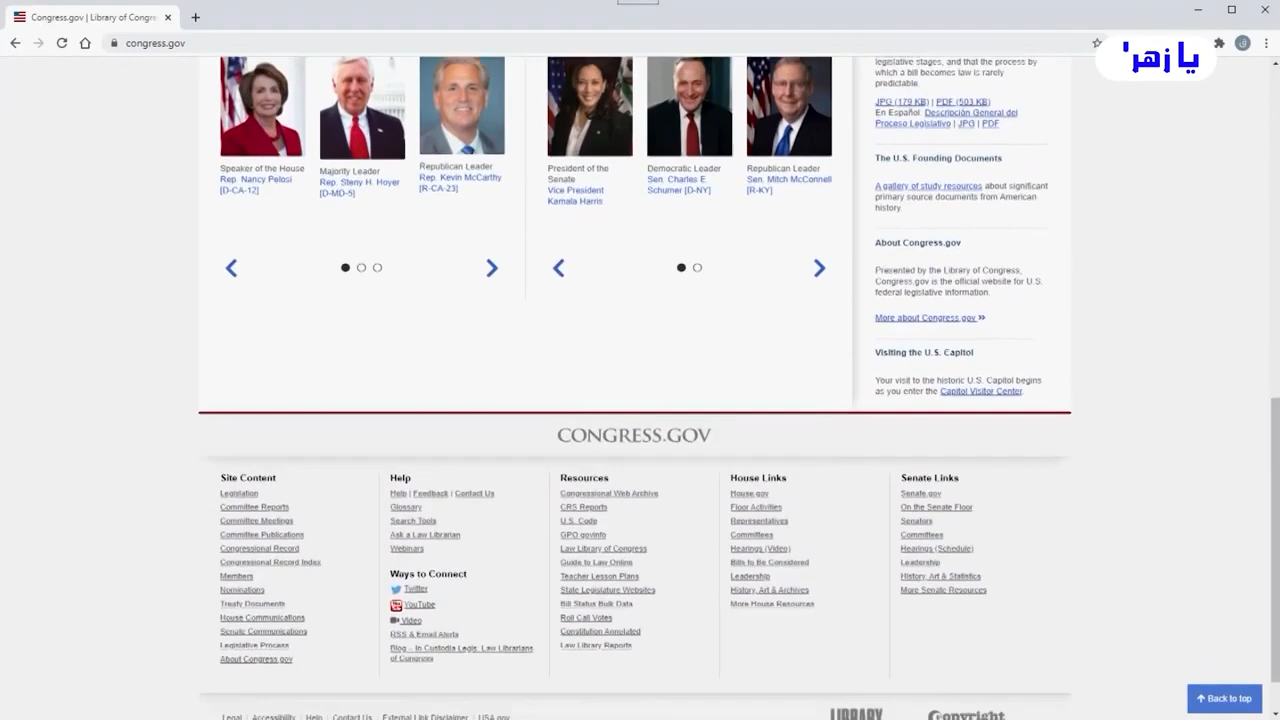 Congress.gov | Library of Congre
congress.gov
يا زهر'
Speaker of the House
Rep. Nancy Pelosi
[D-CA-12]
Majority Leader
Rep. Steny H. Hoyer
[D-MD-5]
Republican Leader
Rep. Kevin McCarthy
[R-CA-23]
President of the
Senate
Vice President
Kamala Harris
Democratic Leader
Sen. Charles E.
Schumer [D-NY]
Republican Leader
Sen. Mitch McConnell
[R-KY]
legislative stages, and that the process by
which a bill becomes law is rarely
predictable.
JPG (179 KB) | PDF (503 KB)
En Español: Descripción General del
Proceso Legislativo | JPG | PDF
The U.S. Founding Documents
A gallery of study resources about significant
primary source documents from American
history.
About Congress.gov
Presented by the Library of Congress,
Congress.gov is the official website for U.S.
federal legislative information.
More about Congress.gov »
Visiting the U.S. Capitol
Your visit to the historic U.S. Capitol begins
as you enter the Capitol Visitor Center.
CONGRESS.GOV
Site Content
Legislation
Committee Reports
Committee Meetings
Committee Publications
Congressional Record
Congressional Record Index
Members
Nominations
Treaty Documents
House Communications
Senate Communications
Legislative Process
About Congress.gov
Help
Help | Feedback | Contact Us
Glossary
Search Tools
Ask a Law Librarian
Webinars
Ways to Connect
Twitter
YouTube
Video
RSS & Email Alerts
Blog – In Custodia Legis: Law Librarians
of Congress
Resources
Congressional Web Archive
CRS Reports
U.S. Code
GPO govinfo
Law Library of Congress
Guide to Law Online
Teacher Lesson Plans
State Legislature Websites
Bill Status Bulk Data
Roll Call Votes
Constitution Annotated
Law Library Reports
House Links
House.gov
Floor Activities
Representatives
Committees
Hearings (Video)
Bills to Be Considered
Leadership
History, Art & Archives
More House Resources
Senate Links
Senate.gov
On the Senate Floor
Senators
Committees
Hearings (Schedule)
Leadership
History, Art & Statistics
More Senate Resources
Back to top
Legal | Accessibility | Help | Contact Us | External Link Disclaimer | USA.gov
LIBRARY
Copyright